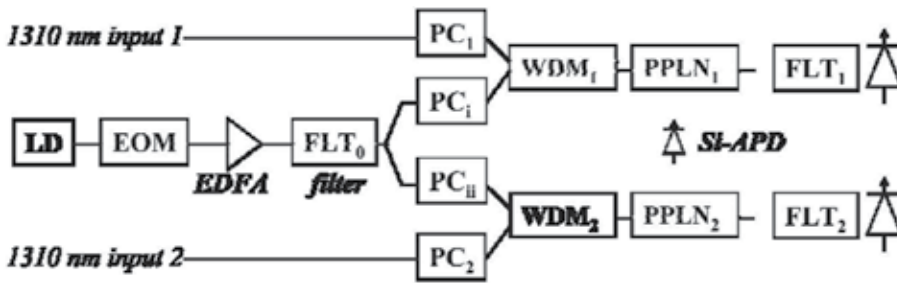 1310 nm input 1
PC1
WDM1 PPLN1 FLT1
PCi
LD EOM FLT0 Si-APD
EDFA filter
PCii
WDM2 PPLN2 FLT2
1310 nm input 2 PC2